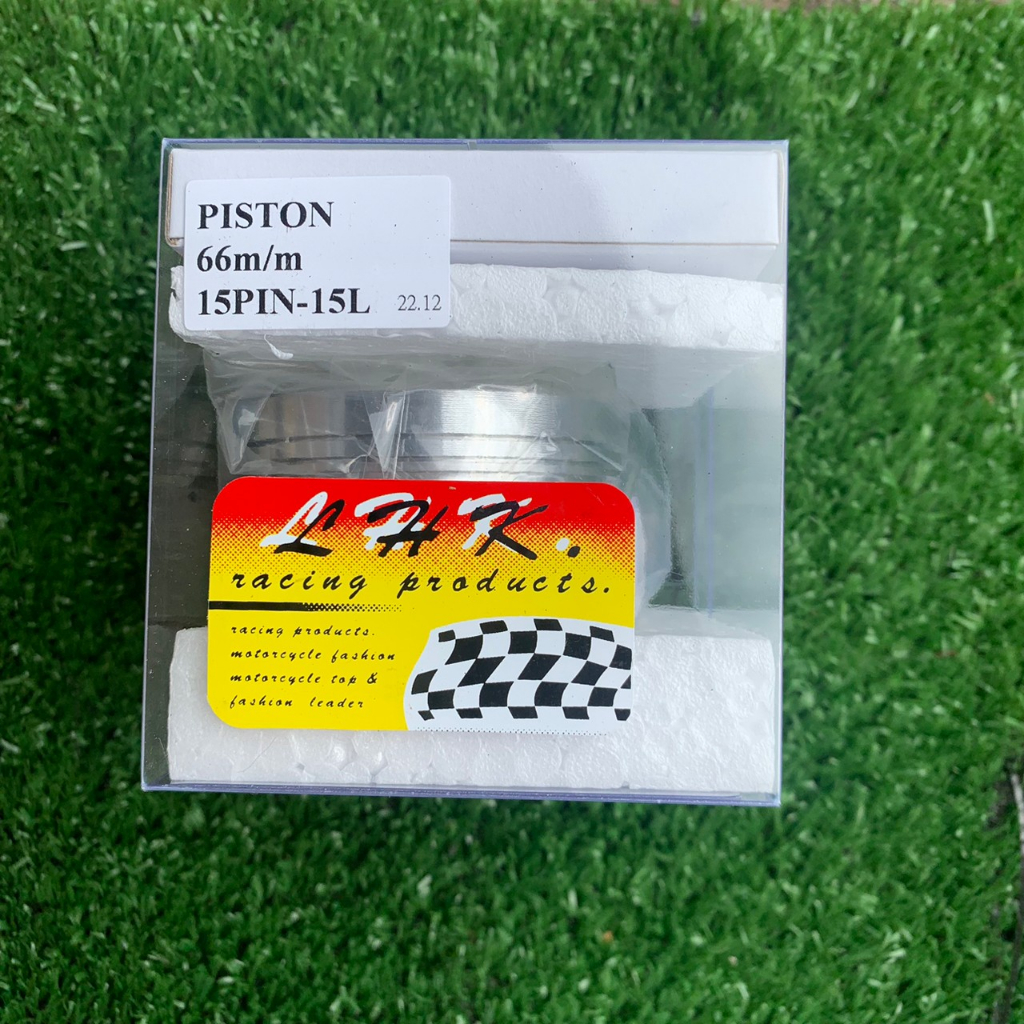 PISTON
66m/m
15PIN-15L 22.12
LHK.
racing products.
racing products.
motorcycle fashion
motorcycle top &
fashion leader